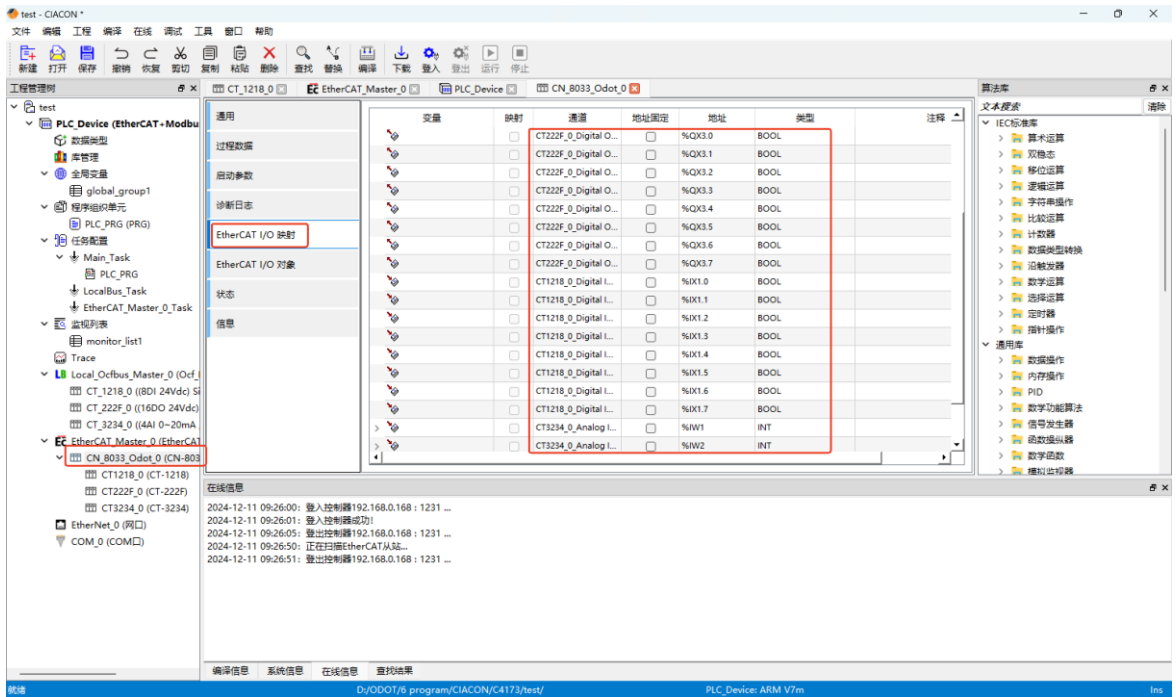 test - CIACON *
文件 编辑 工程 编译 在线 调试 工具 窗口 帮助
新建 打开 保存 撤销 恢复 剪切 复制 粘贴 删除 查找 替换 编译 下载 登入 登出 运行 停止
工程管理树
test
PLC_Device (EtherCAT+Modbu
数据类型
库管理
全局变量
global_group1
程序组织单元
PLC_PRG (PRG)
任务配置
Main_Task
PLC_PRG
LocalBus_Task
EtherCAT_Master_0_Task
监视列表
monitor_list1
Trace
Local_Ocfbus_Master_0 (Ocf_l
CT_1218_0 ((8DI 24Vdc) Si
CT_222F_0 ((16DO 24Vdc)
CT_3234_0 ((4AI 0~20mA
EtherCAT_Master_0 (EtherCAT
CN_8033_Odot_0 (CN-803
CT1218_0 (CT-1218)
CT222F_0 (CT-222F)
CT3234_0 (CT-3234)
EtherNet_0 (网口)
COM_0 (COM口)
CT_1218_0 EtherCAT_Master_0 PLC_Device CN_8033_Odot_0
通用
过程数据
启动参数
诊断日志
EtherCAT I/O 映射
EtherCAT I/O 对象
状态
信息
变量 映射 通道 地址固定 地址 类型 注释
CT222F_0_Digital O... %QX3.0 BOOL
CT222F_0_Digital O... %QX3.1 BOOL
CT222F_0_Digital O... %QX3.2 BOOL
CT222F_0_Digital O... %QX3.3 BOOL
CT222F_0_Digital O... %QX3.4 BOOL
CT222F_0_Digital O... %QX3.5 BOOL
CT222F_0_Digital O... %QX3.6 BOOL
CT222F_0_Digital O... %QX3.7 BOOL
CT1218_0_Digital I... %IX1.0 BOOL
CT1218_0_Digital I... %IX1.1 BOOL
CT1218_0_Digital I... %IX1.2 BOOL
CT1218_0_Digital I... %IX1.3 BOOL
CT1218_0_Digital I... %IX1.4 BOOL
CT1218_0_Digital I... %IX1.5 BOOL
CT1218_0_Digital I... %IX1.6 BOOL
CT1218_0_Digital I... %IX1.7 BOOL
CT3234_0_Analog I... %IW1 INT
CT3234_0_Analog I... %IW2 INT
算法库
文本搜索 清除
IEC标准库
算术运算
双稳态
移位运算
逻辑运算
字符串操作
比较运算
计数器
数据类型转换
沿触发器
数学运算
选择运算
定时器
指针操作
通用库
数据操作
内存操作
PID
数学功能算法
信号发生器
函数操纵器
数学函数
模拟监视器
在线信息
2024-12-11 09:26:00: 登入控制器192.168.0.168 : 1231 ...
2024-12-11 09:26:01: 登入控制器成功!
2024-12-11 09:26:05: 登出控制器192.168.0.168 : 1231 ...
2024-12-11 09:26:50: 正在扫描EtherCAT从站...
2024-12-11 09:26:51: 登出控制器192.168.0.168 : 1231 ...
编译信息 系统信息 在线信息 查找结果
就绪 D:/ODOT/6 program/CIACON/C4173/test/ PLC_Device: ARM V7m Ins